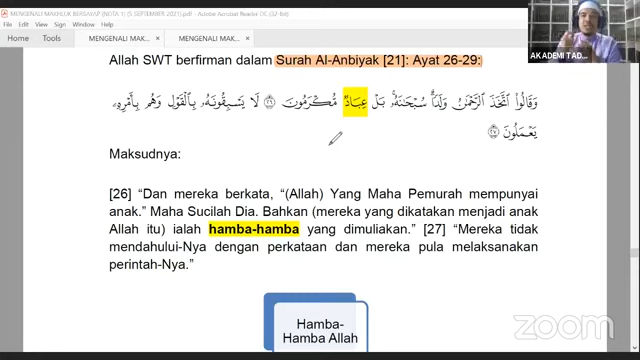 MENGENALI MAKHLUK BERSAYAP (NOTA 1) (5 SEPTEMBER 2021).pdf - Adobe Acrobat Reader DC (32-bit)
File Edit View Sign Window Help
Home Tools MENGENALI MAK... × MENGENALI MAK... ×
AKADEMI TAD...
Allah SWT berfirman dalam Surah Al-Anbiyak [21]: Ayat 26-29:
وَقَالُوا۟ ٱتَّخَذَ ٱلرَّحْمَـٰنُ وَلَدًا ۗ سُبْحَـٰنَهُۥ ۚ بَلْ عِبَادٌ مُّكْرَمُونَ ٢٦ لَا يَسْبِقُونَهُۥ بِٱلْقَوْلِ وَهُم بِأَمْرِهِۦ
يَعْمَلُونَ ٢٧
Maksudnya:
[26] “Dan mereka berkata, “(Allah) Yang Maha Pemurah mempunyai
anak.” Maha Sucilah Dia. Bahkan (mereka yang dikatakan menjadi anak
Allah itu) ialah hamba-hamba yang dimuliakan.” [27] “Mereka tidak
mendahului-Nya dengan perkataan dan mereka pula melaksanakan
perintah-Nya.”
Hamba-
Hamba Allah
zoom